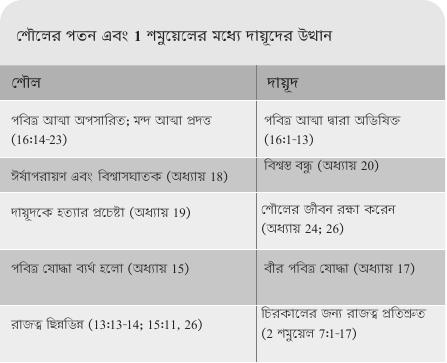 শৌলের পতন এবং 1 শমুয়েলের মধ্যে দায়ূদের উত্থান
শৌল
দায়ূদ
পবিত্র আত্মা অপসারিত; মন্দ আত্মা প্রদত্ত
(16:14-23)
পবিত্র আত্মা দ্বারা অভিষিক্ত
(16:1-13)
ঈর্ষাপরায়ণ এবং বিশ্বাসঘাতক (অধ্যায় 18)
বিশ্বস্ত বন্ধু (অধ্যায় 20)
দায়ূদকে হত্যার প্রচেষ্টা (অধ্যায় 19)
শৌলের জীবন রক্ষা করেন
(অধ্যায় 24; 26)
পবিত্র যোদ্ধা ব্যর্থ হলো (অধ্যায় 15)
বীর পবিত্র যোদ্ধা (অধ্যায় 17)
রাজত্ব ছিন্নভিন্ন (13:13-14; 15:11, 26)
চিরকালের জন্য রাজত্ব প্রতিশ্রুত
(2 শমুয়েল 7:1-17)